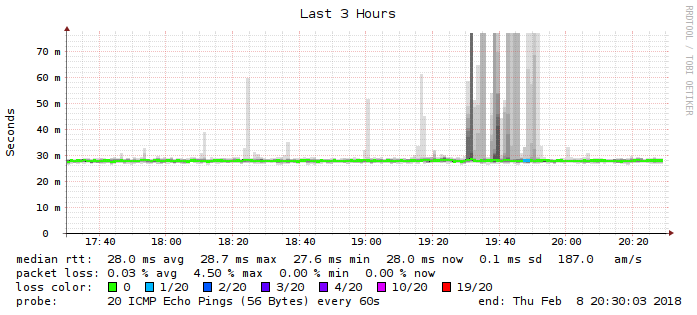 Last 3 Hours
RRDTOOL / TOBI OETIKER
Seconds
70 m
60 m
50 m
40 m
30 m
20 m
10 m
0
17:40 18:00 18:20 18:40 19:00 19:20 19:40 20:00 20:20
median rtt: 28.0 ms avg 28.7 ms max 27.6 ms min 28.0 ms now 0.1 ms sd 187.0 am/s
packet loss: 0.03 % avg 4.50 % max 0.00 % min 0.00 % now
loss color: 0 1/20 2/20 3/20 4/20 10/20 19/20
probe: 20 ICMP Echo Pings (56 Bytes) every 60s end: Thu Feb 8 20:30:03 2018